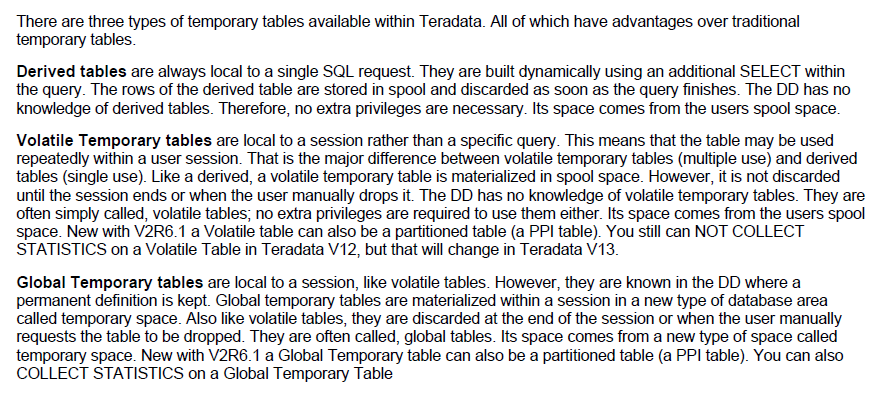 There are three types of temporary tables available within Teradata. All of which have advantages over traditional
temporary tables.
Derived tables are always local to a single SQL request. They are built dynamically using an additional SELECT within
the query. The rows of the derived table are stored in spool and discarded as soon as the query finishes. The DD has no
knowledge of derived tables. Therefore, no extra privileges are necessary. Its space comes from the users spool space.
Volatile Temporary tables are local to a session rather than a specific query. This means that the table may be used
repeatedly within a user session. That is the major difference between volatile temporary tables (multiple use) and derived
tables (single use). Like a derived, a volatile temporary table is materialized in spool space. However, it is not discarded
until the session ends or when the user manually drops it. The DD has no knowledge of volatile temporary tables. They are
often simply called, volatile tables; no extra privileges are required to use them either. Its space comes from the users spool
space. New with V2R6.1 a Volatile table can also be a partitioned table (a PPI table). You still can NOT COLLECT
STATISTICS on a Volatile Table in Teradata V12, but that will change in Teradata V13.
Global Temporary tables are local to a session, like volatile tables. However, they are known in the DD where a
permanent definition is kept. Global temporary tables are materialized within a session in a new type of database area
called temporary space. Also like volatile tables, they are discarded at the end of the session or when the user manually
requests the table to be dropped. They are often called, global tables. Its space comes from a new type of space called
temporary space. New with V2R6.1 a Global Temporary table can also be a partitioned table (a PPI table). You can also
COLLECT STATISTICS on a Global Temporary Table